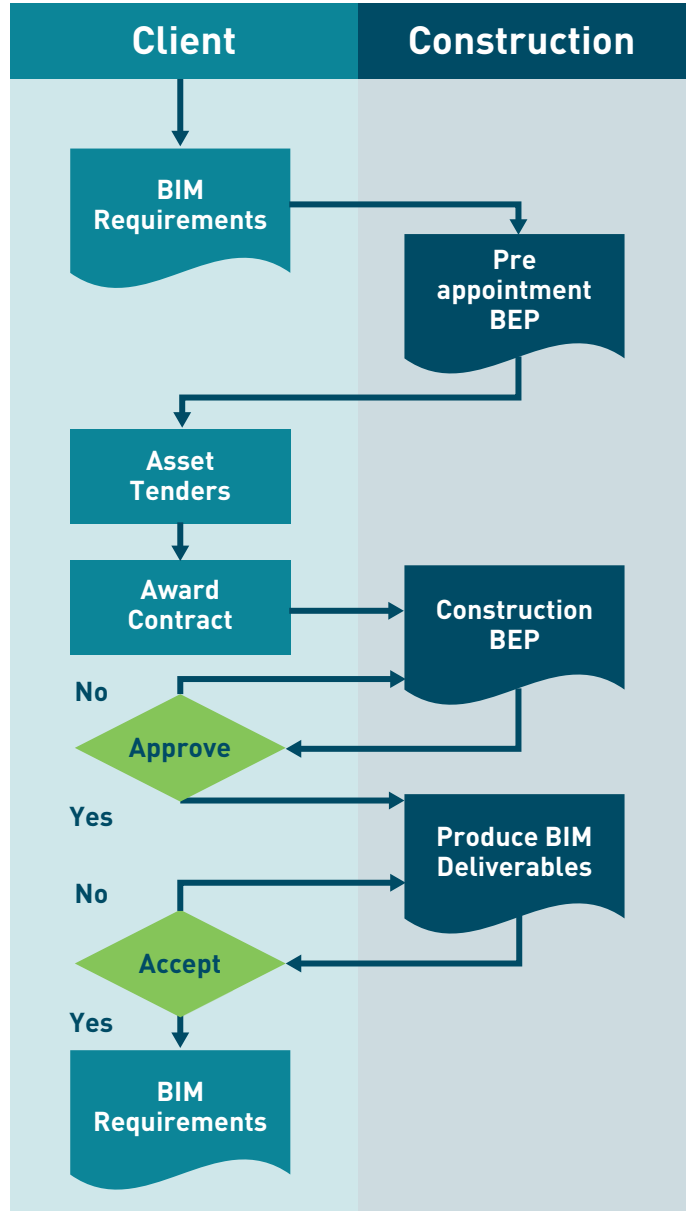 Client
Construction
BIM
Requirements
Pre
appointment
BEP
Asset
Tenders
Award
Contract
Construction
BEP
No
Approve
Yes
Produce BIM
Deliverables
No
Accept
Yes
BIM
Requirements